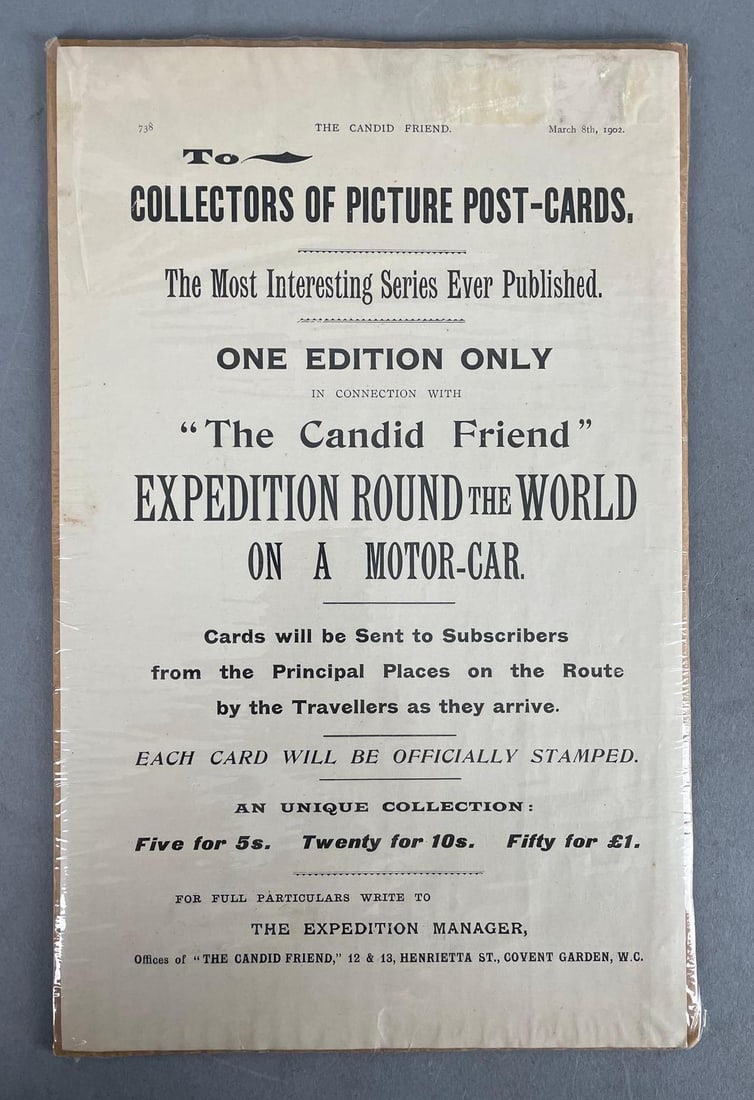 738 THE CANDID FRIEND. March 8th, 1902.
To
COLLECTORS OF PICTURE POST-CARDS.
The Most Interesting Series Ever Published.
ONE EDITION ONLY
IN CONNECTION WITH
"The Candid Friend"
EXPEDITION ROUND THE WORLD
ON A MOTOR-CAR.
Cards will be Sent to Subscribers
from the Principal Places on the Route
by the Travellers as they arrive.
EACH CARD WILL BE OFFICIALLY STAMPED.
AN UNIQUE COLLECTION:
Five for 5s. Twenty for 10s. Fifty for £1.
FOR FULL PARTICULARS WRITE TO
THE EXPEDITION MANAGER,
Offices of "THE CANDID FRIEND," 12 & 13, HENRIETTA ST., COVENT GARDEN, W.C.